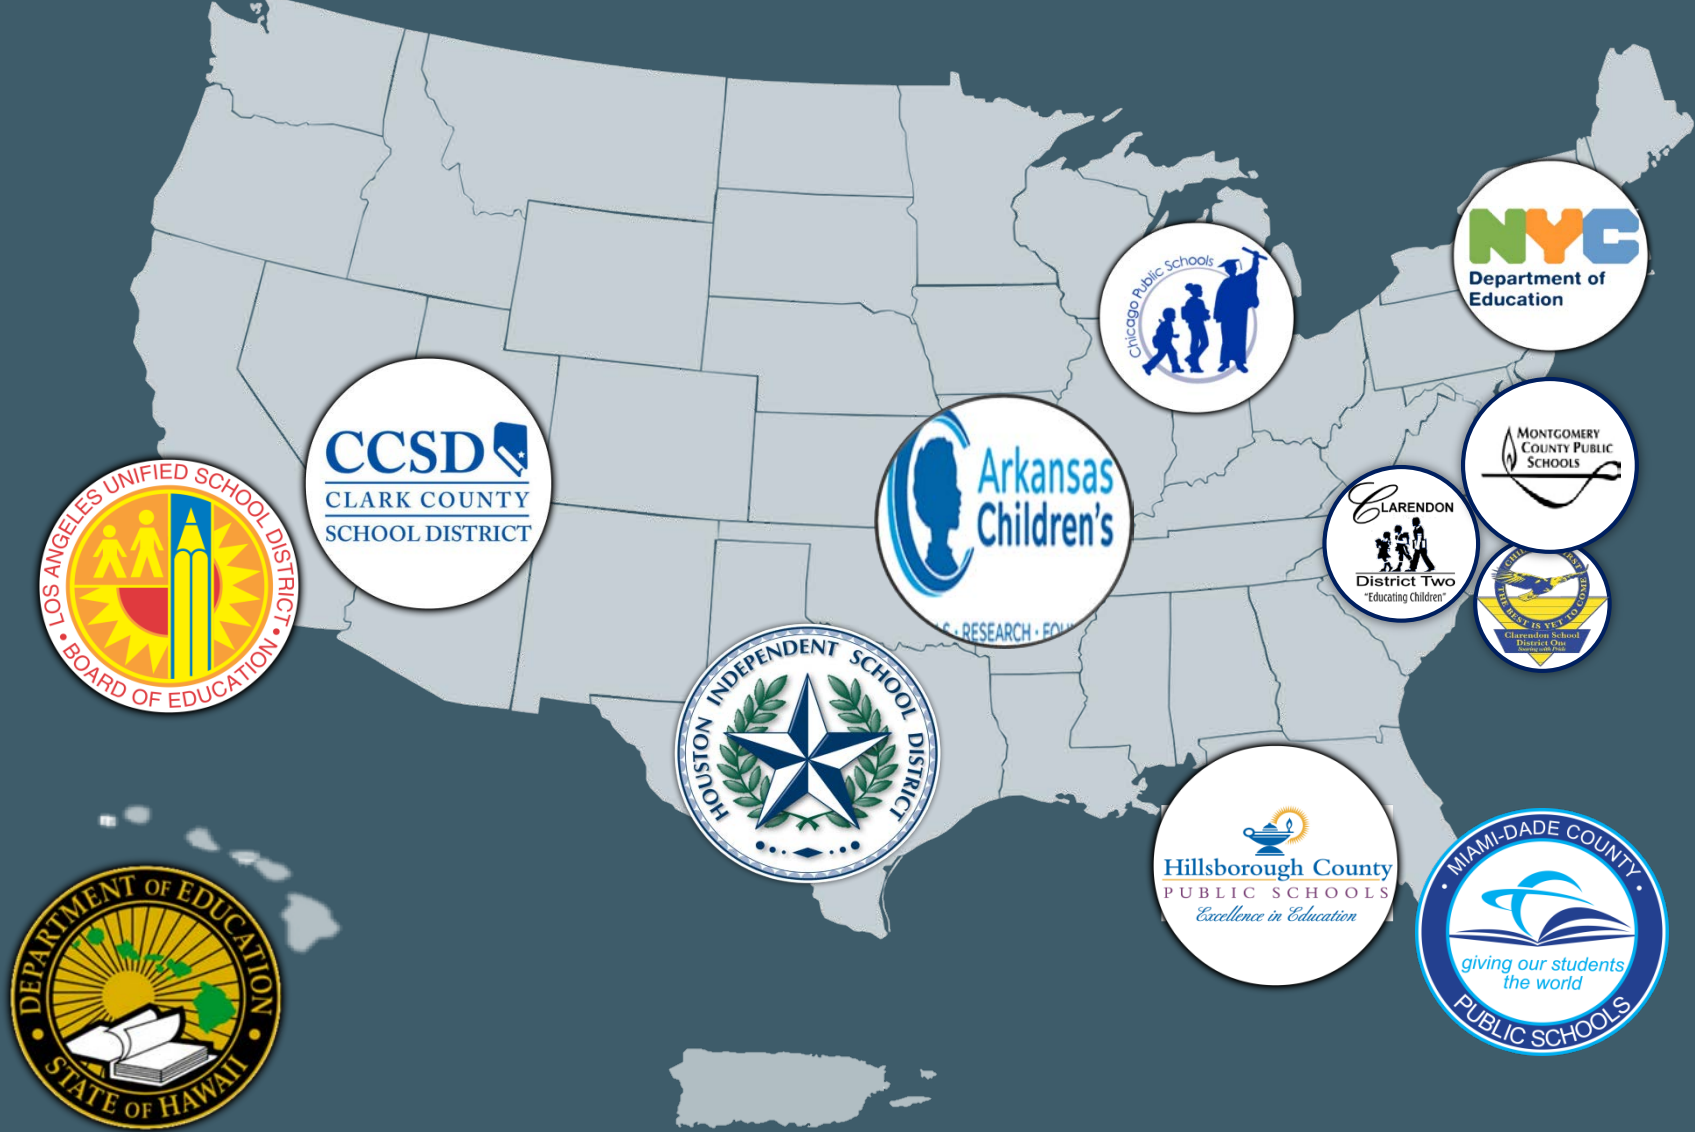 NYC
Department of
Education
Chicago Public Schools
CCSD
CLARK COUNTY
SCHOOL DISTRICT
Arkansas
Children's
RESEARCH
MONTGOMERY
COUNTY PUBLIC
SCHOOLS
CLARENDON
District Two
"Educating Children"
THE BEST IS YET TO COME
Clarendon School
District One
LOS ANGELES UNIFIED SCHOOL DISTRICT
BOARD OF EDUCATION
HOUSTON INDEPENDENT SCHOOL DISTRICT
Hillsborough County
PUBLIC SCHOOLS
Excellence in Education
MIAMI-DADE COUNTY
giving our students
the world
PUBLIC SCHOOLS
DEPARTMENT OF EDUCATION
STATE OF HAWAII